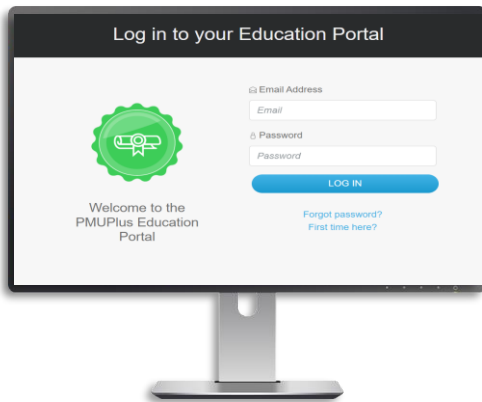 Log in to your Education Portal
Email Address
Email
Password
Password
LOG IN
Forgot password?
First time here?
Welcome to the
PMUPlus Education
Portal